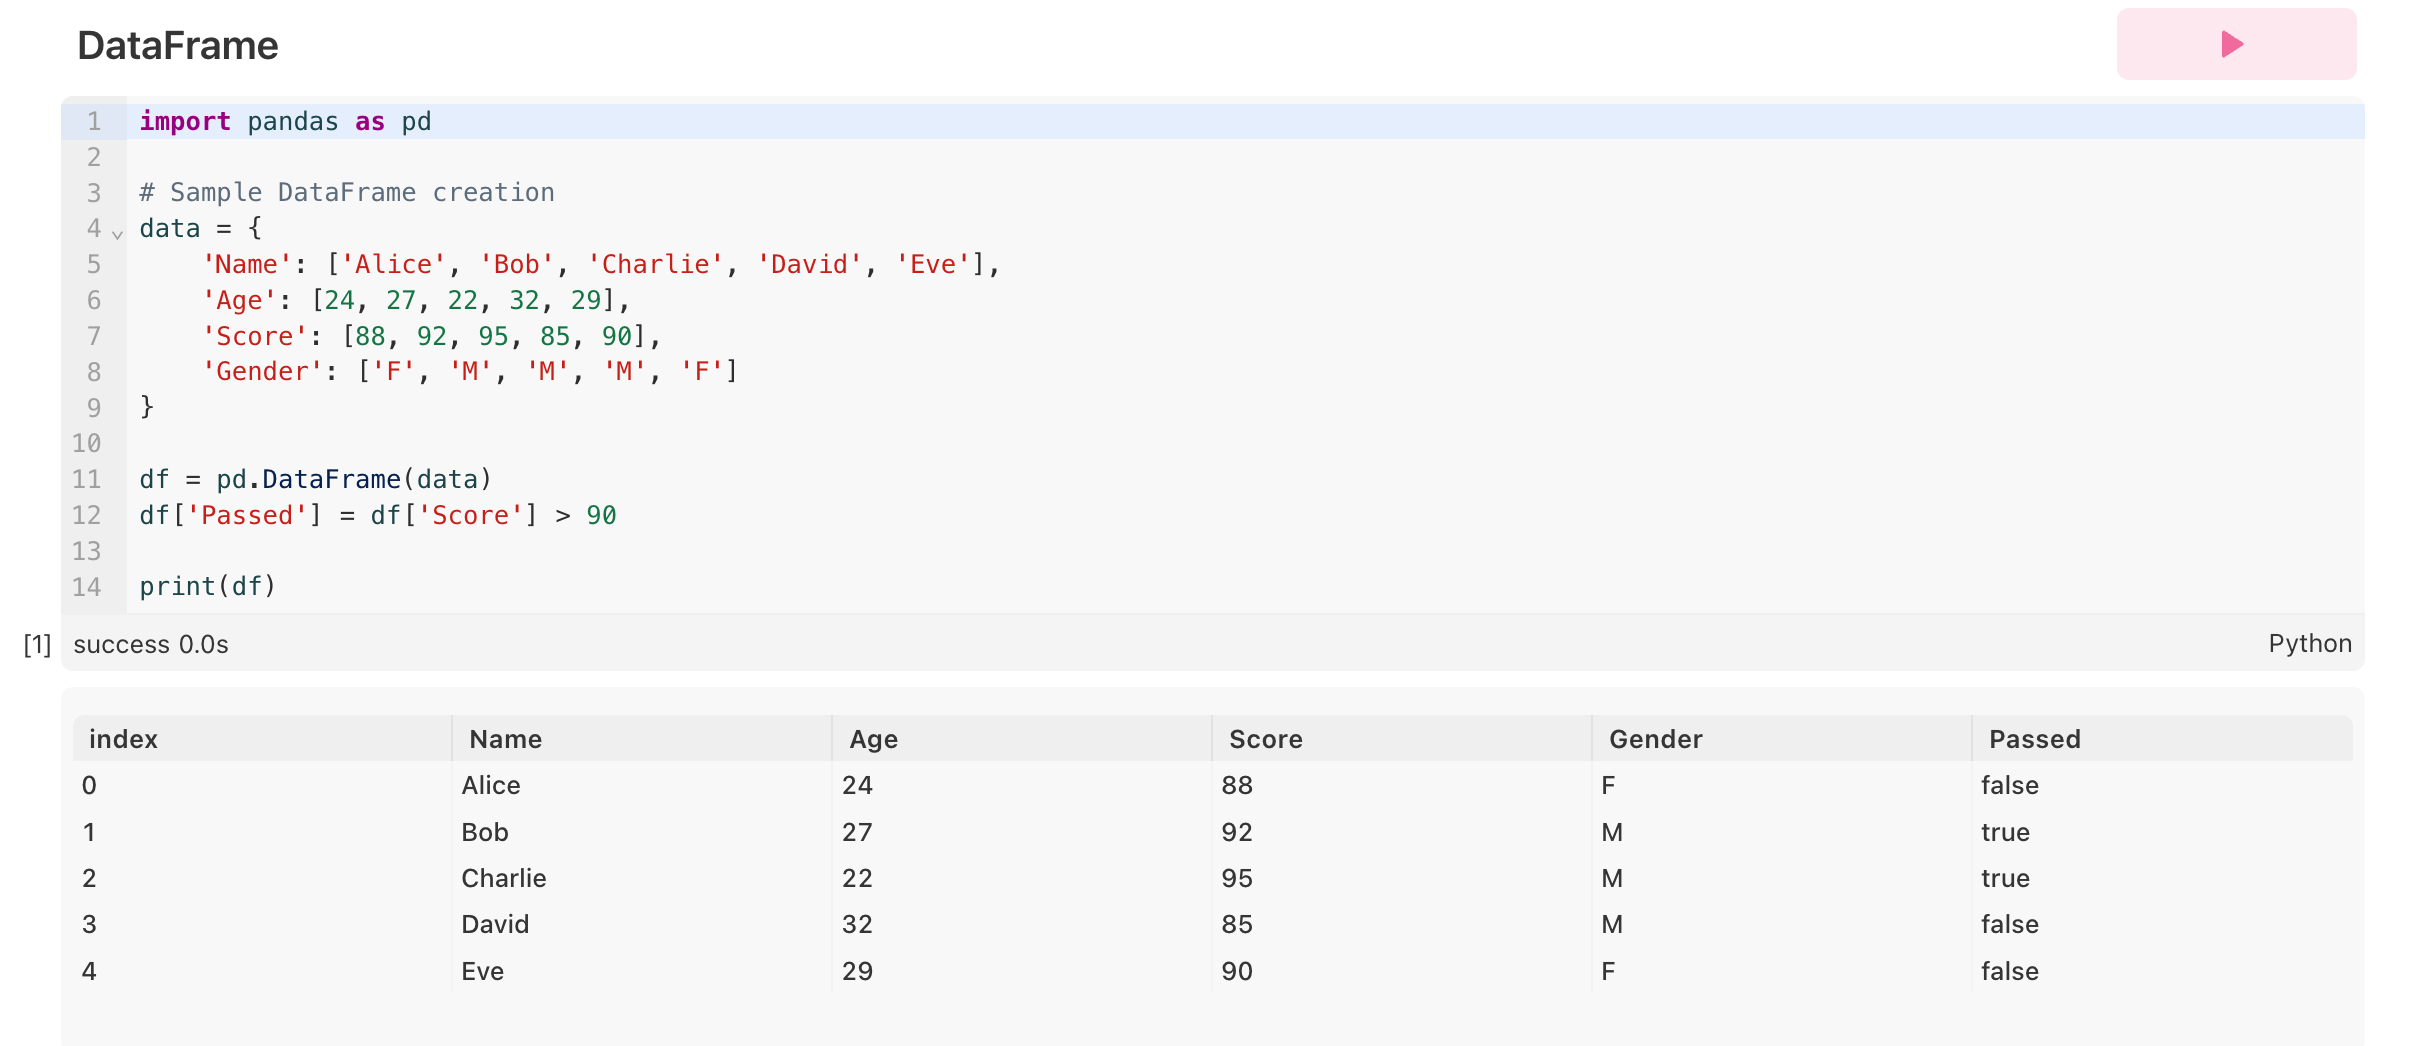 DataFrame
1 import pandas as pd
2
3 # Sample DataFrame creation
4 data = {
5     'Name': ['Alice', 'Bob', 'Charlie', 'David', 'Eve'],
6     'Age': [24, 27, 22, 32, 29],
7     'Score': [88, 92, 95, 85, 90],
8     'Gender': ['F', 'M', 'M', 'M', 'F']
9 }
10
11 df = pd.DataFrame(data)
12 df['Passed'] = df['Score'] > 90
13
14 print(df)
[1] success 0.0s Python
index Name Age Score Gender Passed
0 Alice 24 88 F false
1 Bob 27 92 M true
2 Charlie 22 95 M true
3 David 32 85 M false
4 Eve 29 90 F false